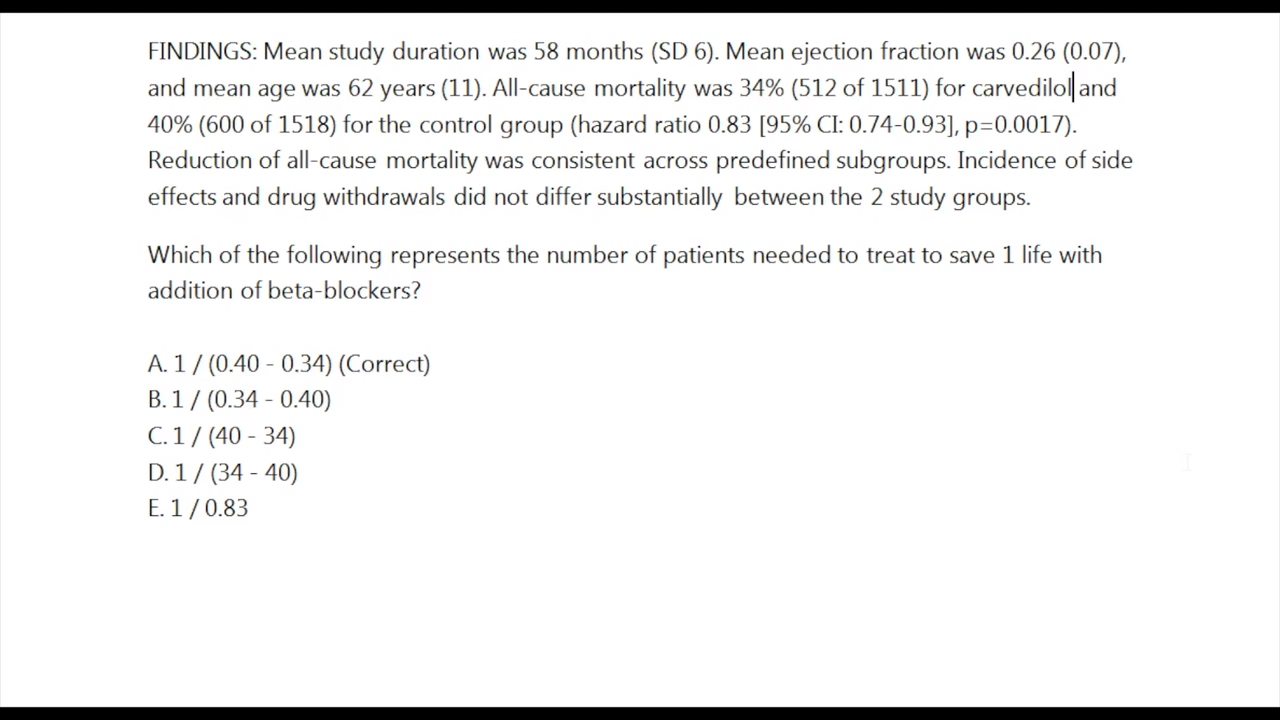 FINDINGS: Mean study duration was 58 months (SD 6). Mean ejection fraction was 0.26 (0.07),
and mean age was 62 years (11). All-cause mortality was 34% (512 of 1511) for carvedilol and
40% (600 of 1518) for the control group (hazard ratio 0.83 [95% CI: 0.74-0.93], p=0.0017).
Reduction of all-cause mortality was consistent across predefined subgroups. Incidence of side
effects and drug withdrawals did not differ substantially between the 2 study groups.
Which of the following represents the number of patients needed to treat to save 1 life with
addition of beta-blockers?
A. 1 / (0.40 - 0.34) (Correct)
B. 1 / (0.34 - 0.40)
C. 1 / (40 - 34)
D. 1 / (34 - 40)
E. 1 / 0.83